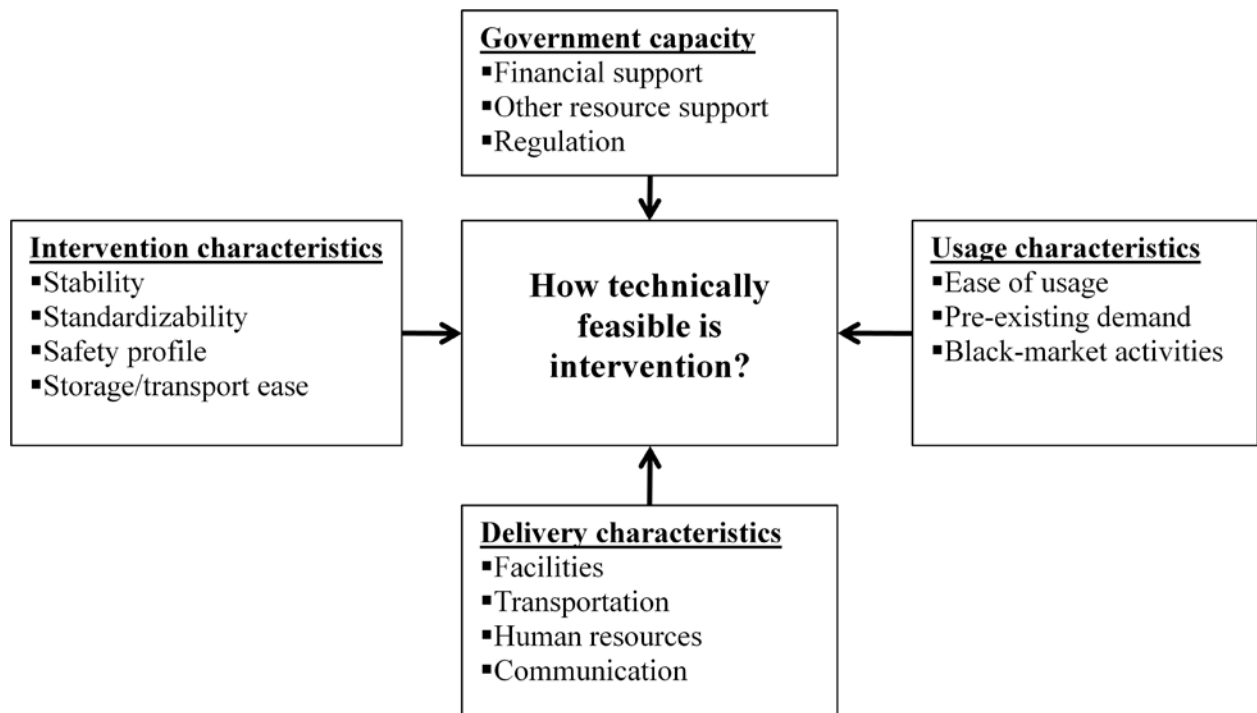 Government capacity
▪Financial support
▪Other resource support
▪Regulation
Intervention characteristics
▪Stability
▪Standardizability
▪Safety profile
▪Storage/transport ease
How technically
feasible is
intervention?
Usage characteristics
▪Ease of usage
▪Pre-existing demand
▪Black-market activities
Delivery characteristics
▪Facilities
▪Transportation
▪Human resources
▪Communication